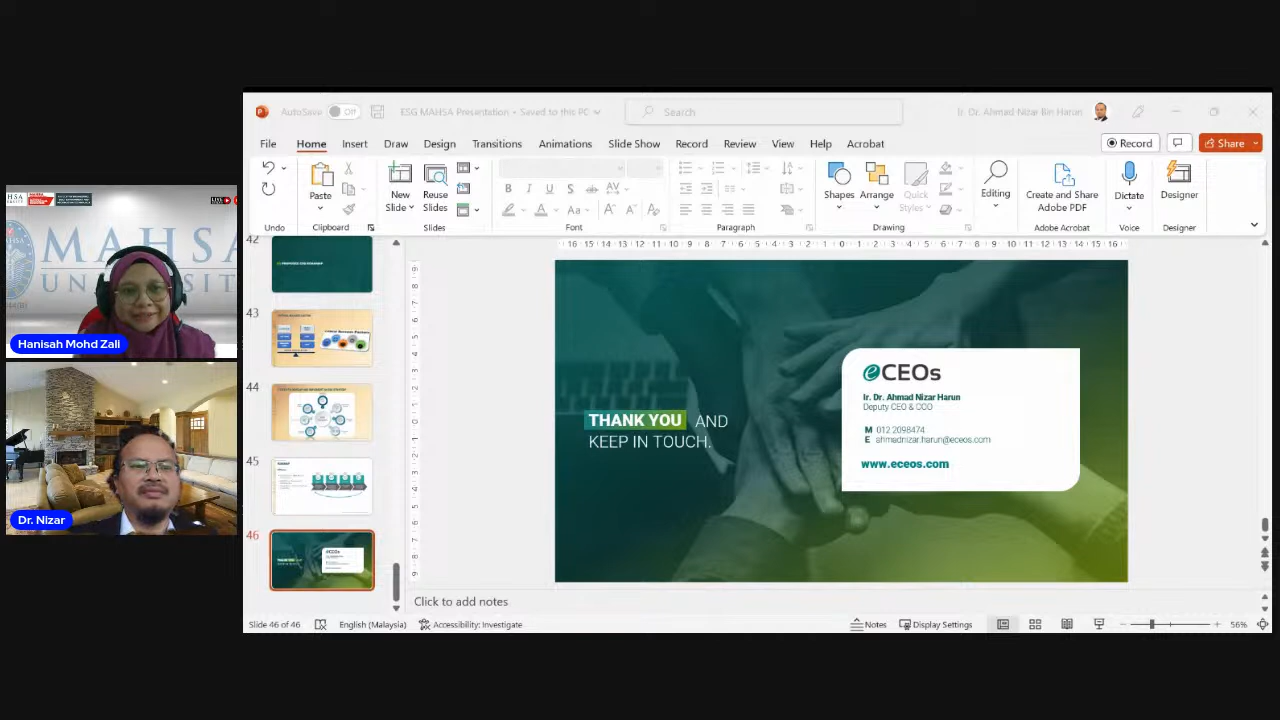 AutoSave Off ESG MAHSA Presentation • Saved to this PC Search Ir. Dr. Ahmad Nizar Bin Harun
File Home Insert Draw Design Transitions Animations Slide Show Record Review View Help Acrobat Record Share
Paste New Slides Reuse Slides Shapes Arrange Quick Styles Editing Create and Share Adobe PDF Dictate Designer
Undo Clipboard Slides Font Paragraph Drawing Adobe Acrobat Voice Designer
MAHSA
UNIVERSIT
Hanisah Mohd Zali
Dr. Nizar
42
43
44
45
46
THANK YOU AND
KEEP IN TOUCH.
eCEOs
Ir. Dr. Ahmad Nizar Harun
Deputy CEO & COO
M 012 2098474
E ahmadnizar.harun@eceos.com
www.eceos.com
Click to add notes
Slide 46 of 46 English (Malaysia) Accessibility: Investigate Notes Display Settings 56%